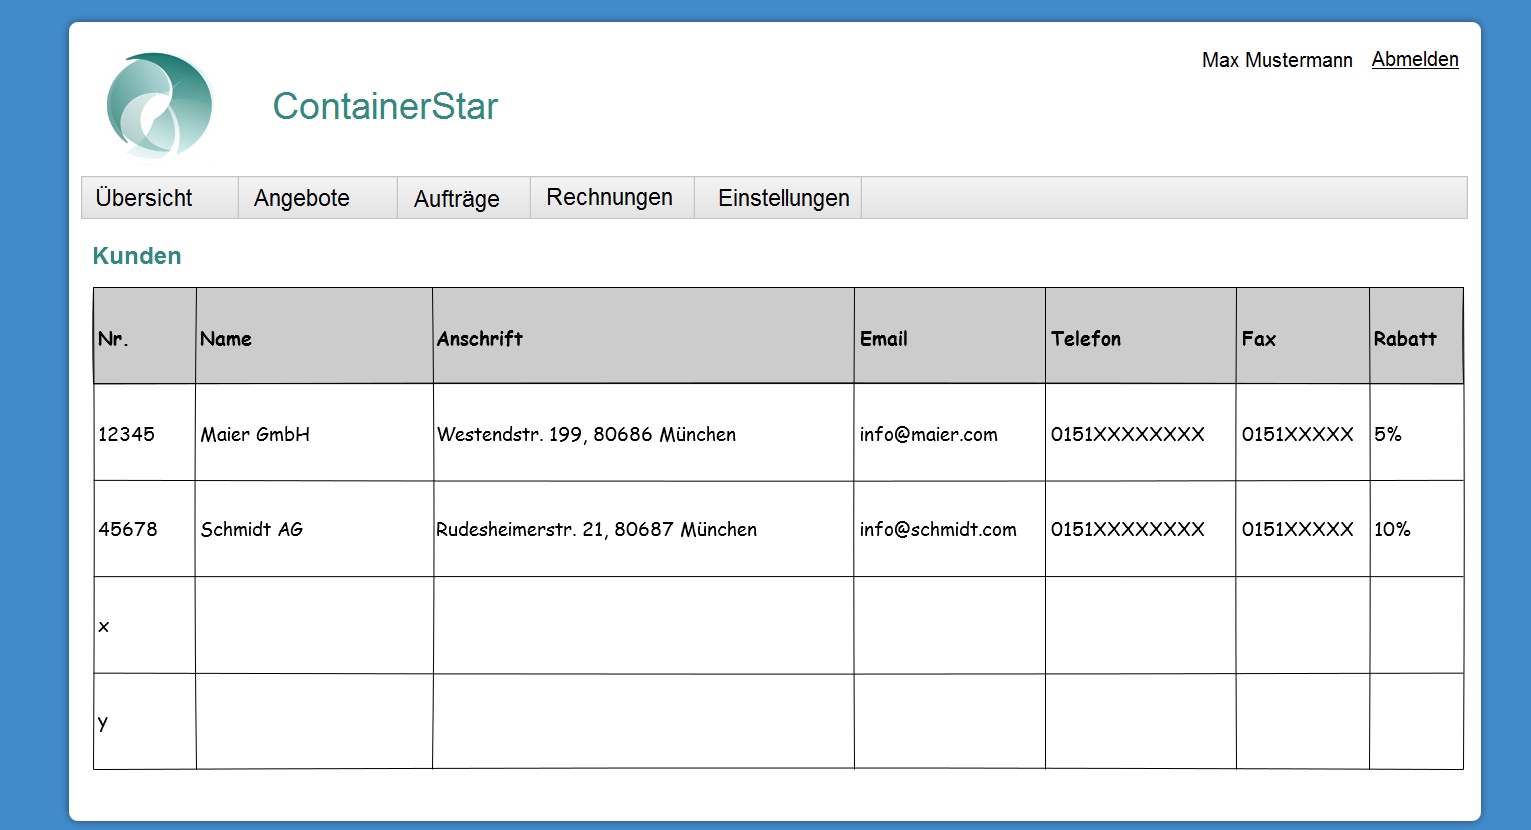 Max Mustermann Abmelden
ContainerStar
Übersicht Angebote Aufträge Rechnungen Einstellungen
Kunden
Nr. Name Anschrift Email Telefon Fax Rabatt
12345 Maier GmbH Westendstr. 199, 80686 München info@maier.com 0151XXXXXXXX 0151XXXXX 5%
45678 Schmidt AG Rudesheimerstr. 21, 80687 München info@schmidt.com 0151XXXXXXXX 0151XXXXX 10%
x
y